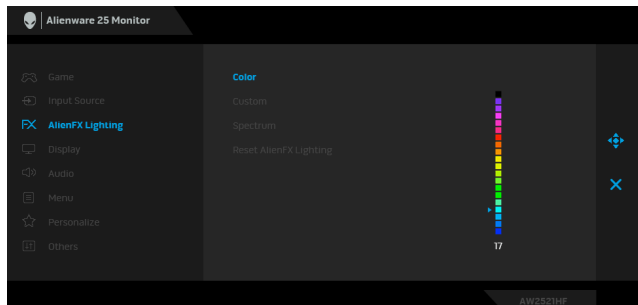 Alienware 25 Monitor
Game
Color
Input Source
Custom
FX AlienFX Lighting
Spectrum
Display
Reset AlienFX Lighting
Audio
Menu
Personalize
Others
17
AW2521HF